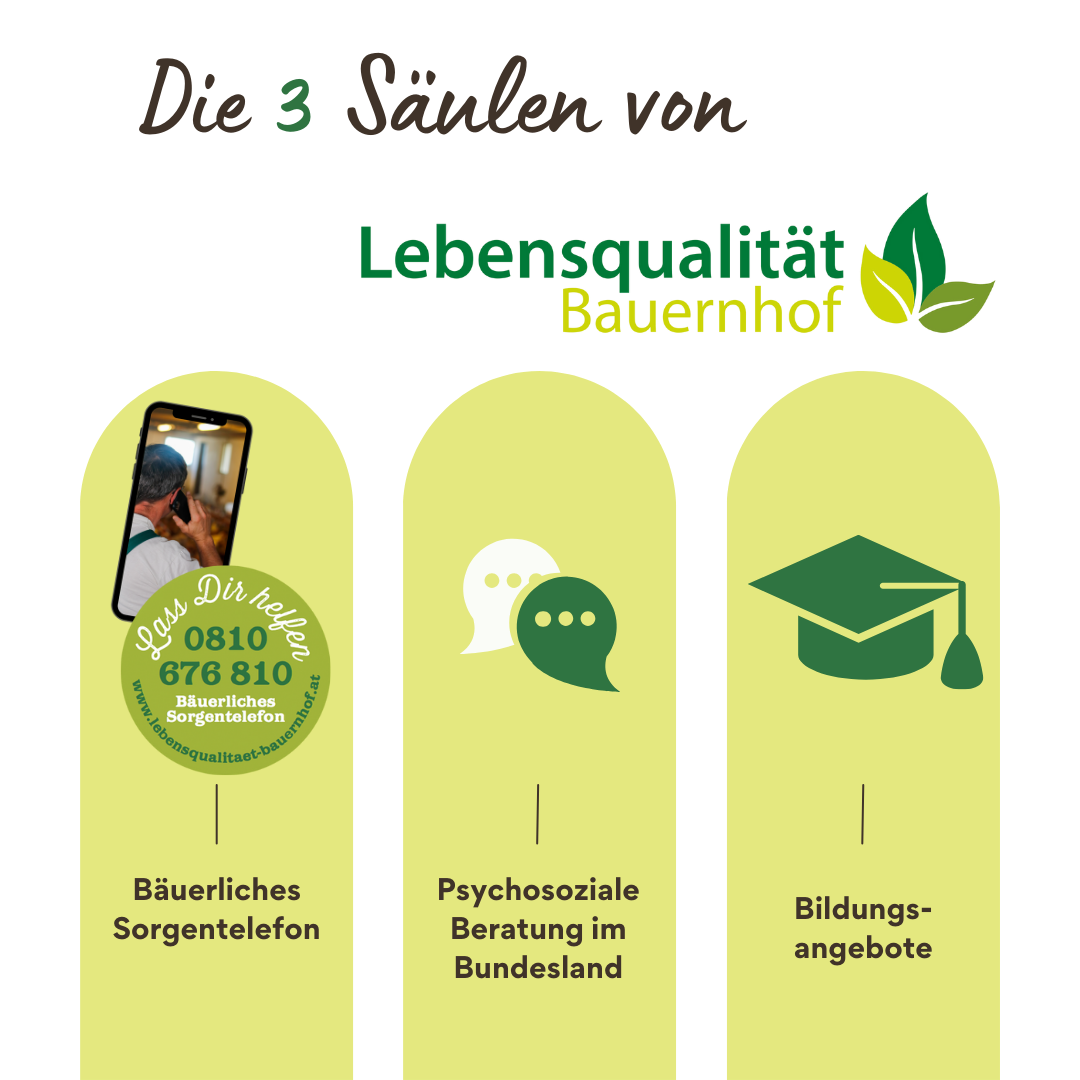 Die 3 Säulen von
Lebensqualität
Bauernhof
Lass Dir helfen
0810
676 810
Bäuerliches
Sorgentelefon
www.lebensqualitaet-bauernhof.at
Bäuerliches
Sorgentelefon
Psychosoziale
Beratung im
Bundesland
Bildungs-
angebote